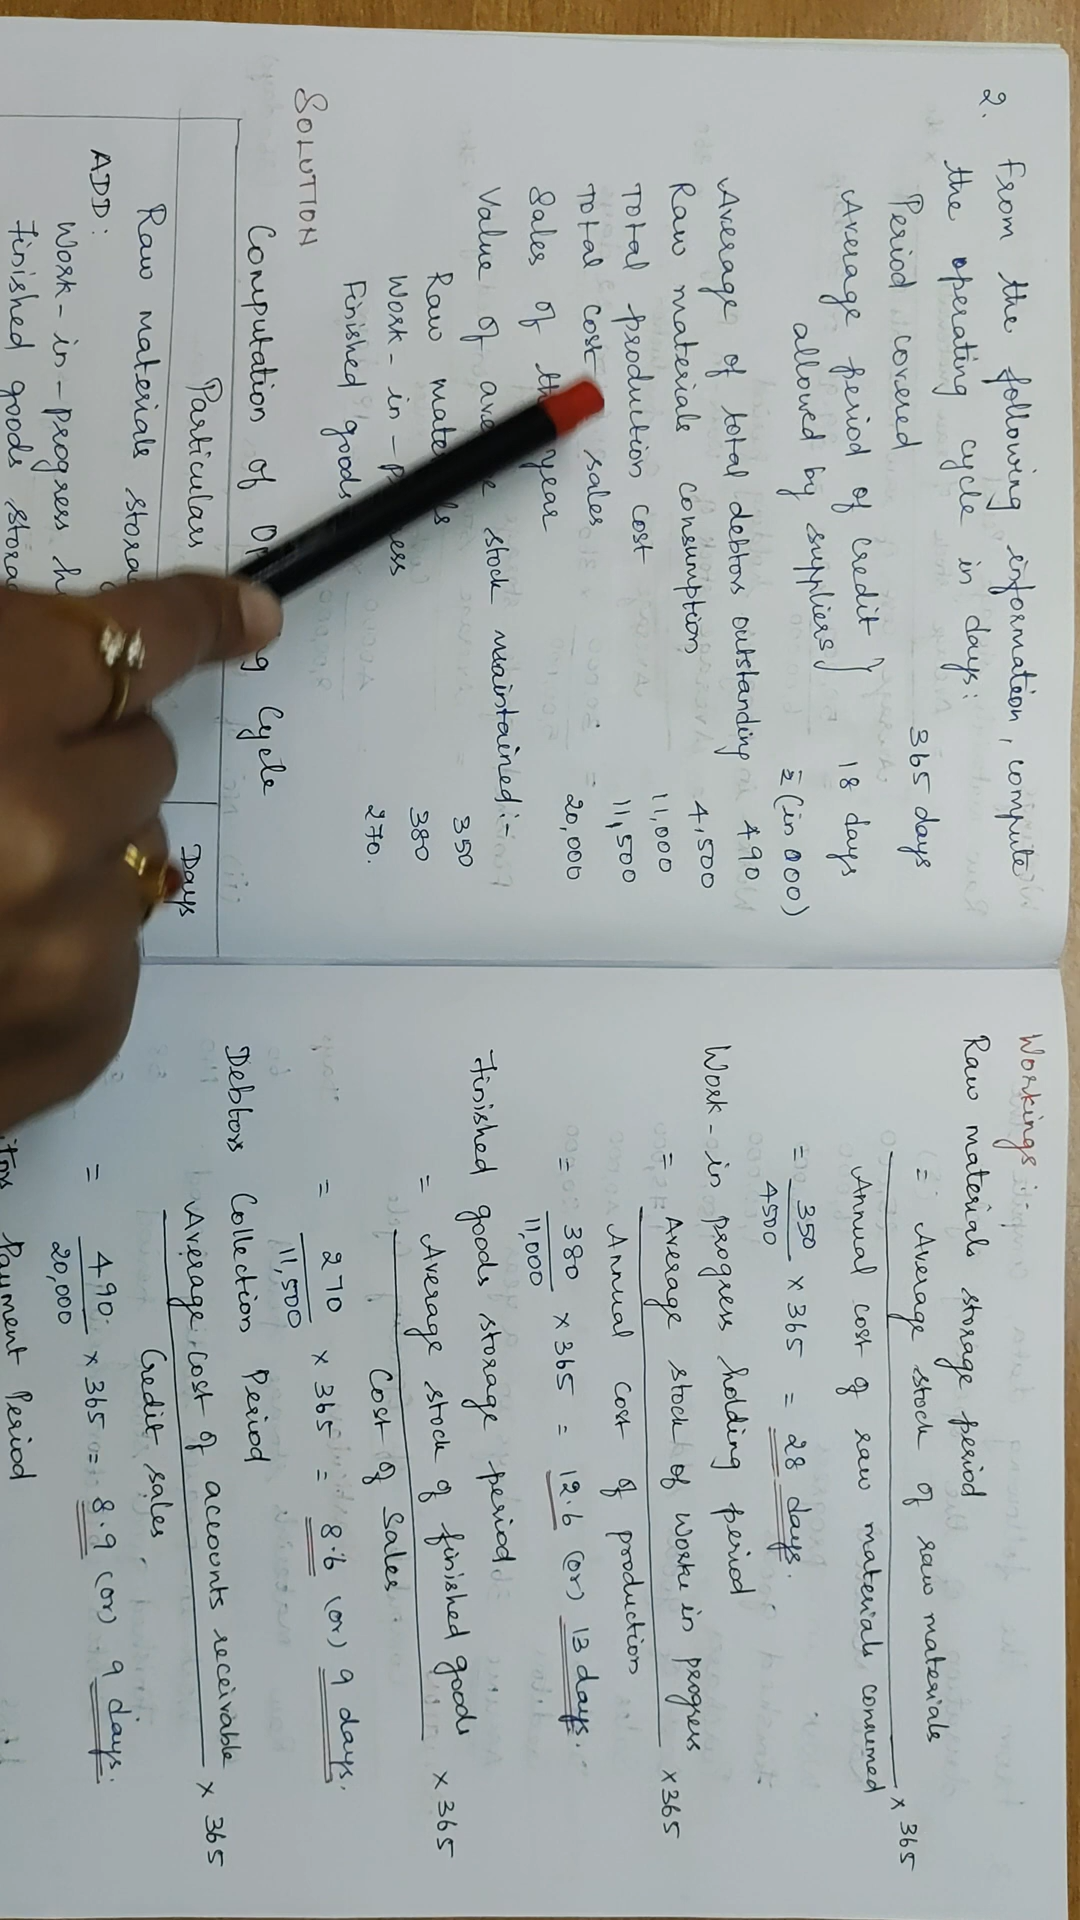 2. From the following information, compute
the operating cycle in days:
Period covered 365 days
Average period of credit
allowed by suppliers } 18 days
₹ (in 000)
Average of total debtors outstanding 490
Raw materials consumption 4,500
Total production cost 11,000
Total cost sales 11,500
Sales of year 20,000
Value of stock maintained :-
Raw 350
Work - in - 380
Finished goods 270.
SOLUTION
Computation of Cycle
Particulars Days
Raw materials
ADD:
Work - in - progress
Finished goods
Workings :
Raw materials storage period
= Average stock of raw materials
Annual cost of raw materials consumed × 365
= 350
4500 × 365 = 28 days.
Work - in progress holding period
= Average stock of Work in progress
Annual cost of production × 365
= 380
11,000 × 365 = 12.6 (or) 13 days.
Finished goods storage period
= Average stock of finished goods
Cost of Sales × 365
= 270
11,500 × 365 = 8.6 (or) 9 days.
Debtors Collection Period
Average cost of accounts receivable
Credit sales × 365
= 490
20,000 × 365 = 8.9 (or) 9 days.
Payment Period